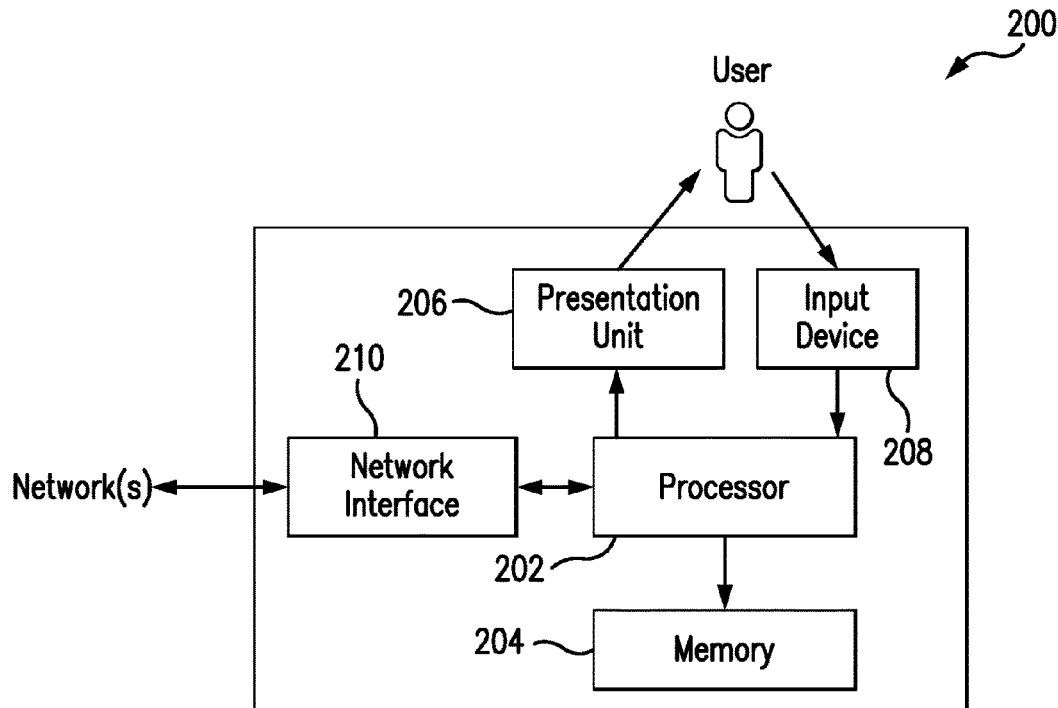 200
User
206
Presentation
Unit
Input
Device
210
208
Network(s)
Network
Interface
Processor
202
204
Memory